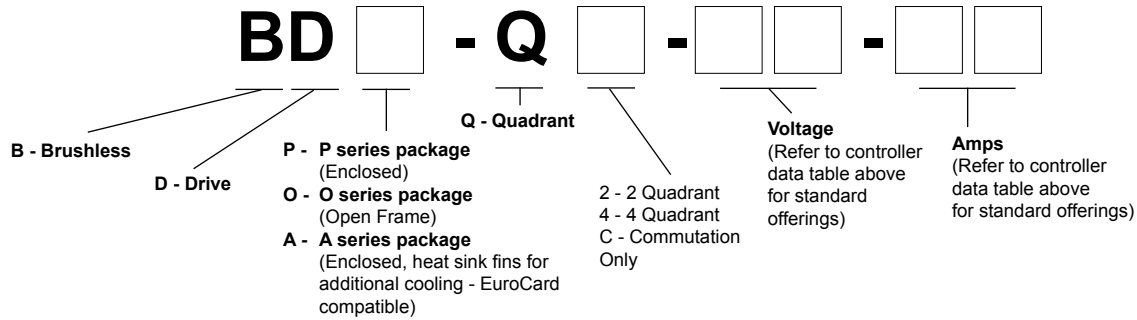 BD - Q - -
B - Brushless
D - Drive
P - P series package
(Enclosed)
O - O series package
(Open Frame)
A - A series package
(Enclosed, heat sink fins for
additional cooling - EuroCard
compatible)
Q - Quadrant
2 - 2 Quadrant
4 - 4 Quadrant
C - Commutation
Only
Voltage
(Refer to controller
data table above
for standard
offerings)
Amps
(Refer to controller
data table above
for standard offerings)